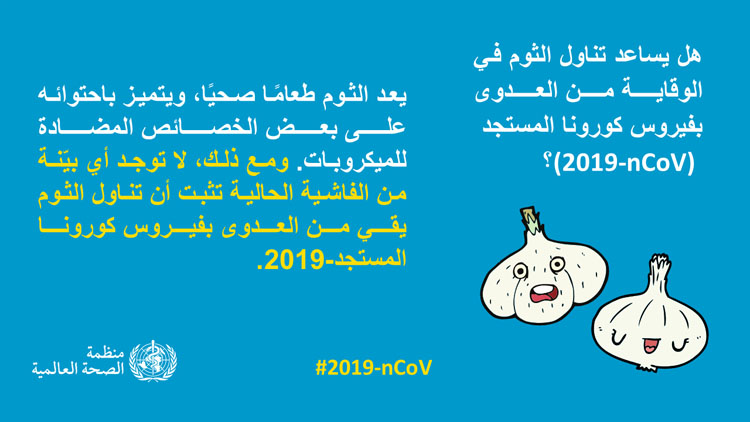 هل يساعد تناول الثوم في
الوقاية من العدوى
بفيروس كورونا المستجد
(2019-nCoV)؟
يعد الثوم طعامًا صحيًا، ويتميز باحتوائه
على بعض الخصائص المضادة
للميكروبات. ومع ذلك، لا توجد أي بيّنة
من الفاشية الحالية تثبت أن تناول الثوم
يقي من العدوى بفيروس كورونا
المستجد-2019.
منظمة
الصحة العالمية
#2019-nCoV